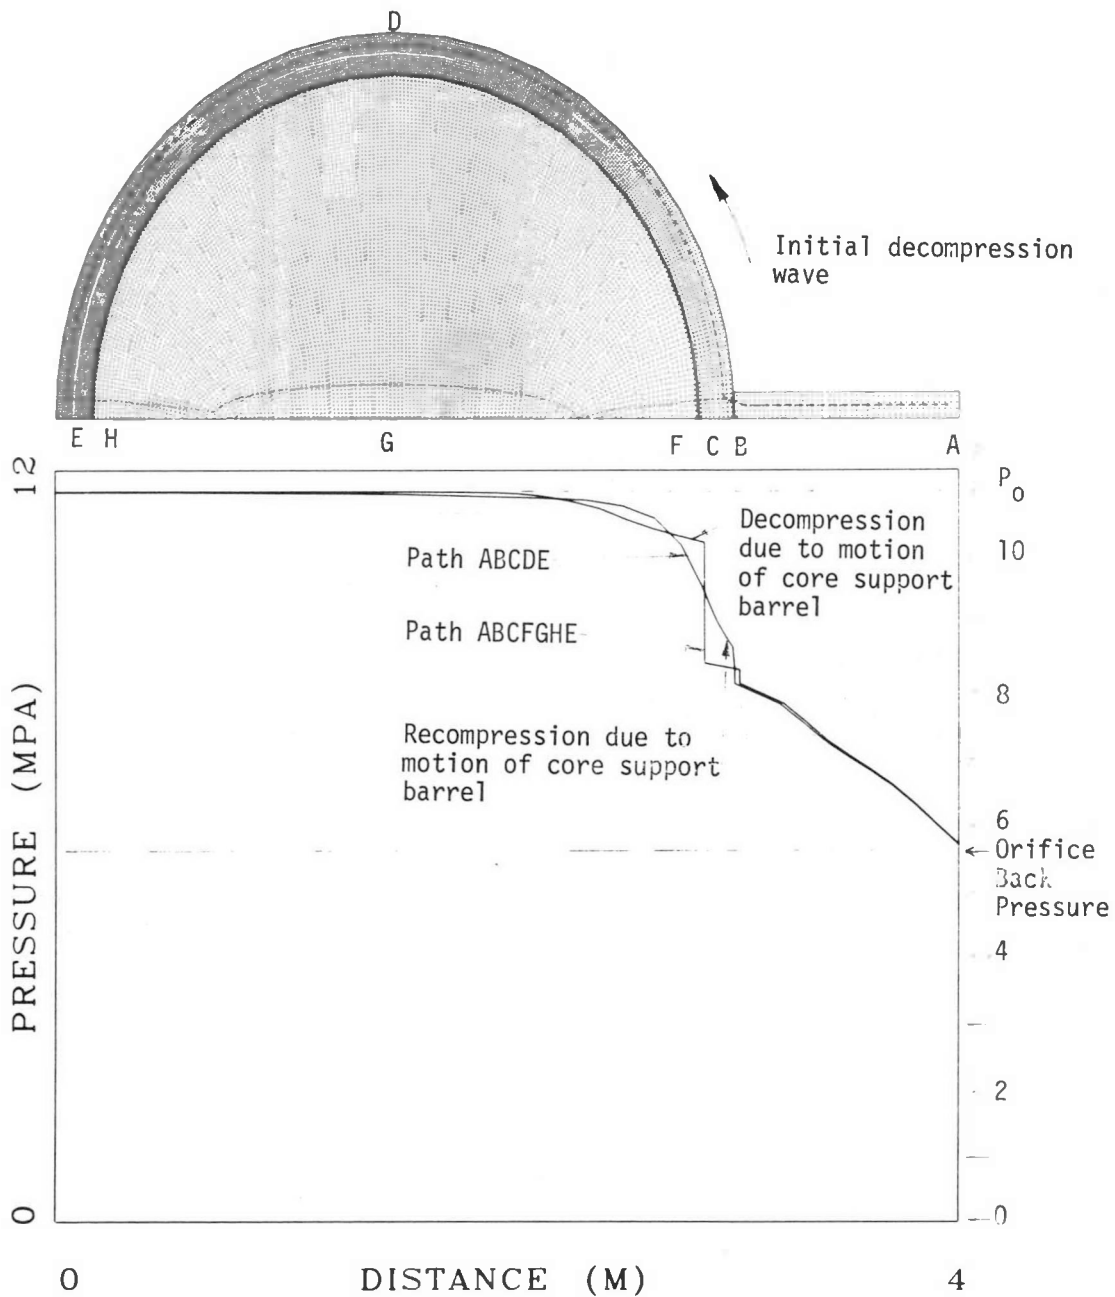 D
Initial decompression
wave
E H G F C B A
12
P
o
Decompression
due to motion
of core support
barrel
10
Path ABCDE
Path ABCFGHE
8
Recompression due to
motion of core support
barrel
PRESSURE (MPA)
6
Orifice
Back
Pressure
4
2
0
0
0 DISTANCE (M) 4